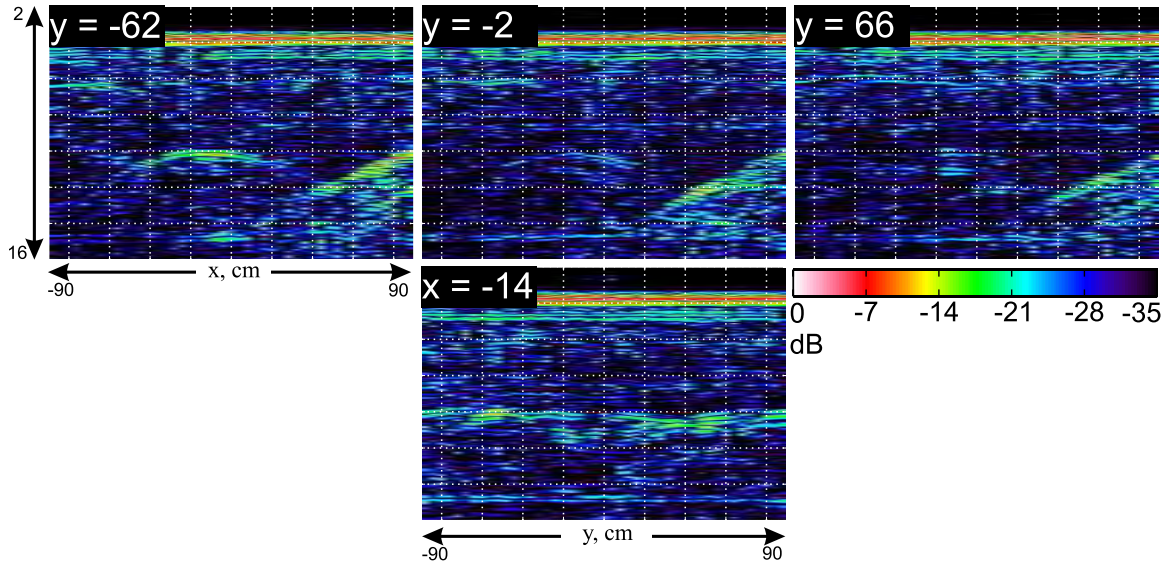 2
y = -62
y = -2
y = 66
16
x, cm
-90
90
x = -14
0
-7
-14
-21
-28
-35
dB
y, cm
-90
90